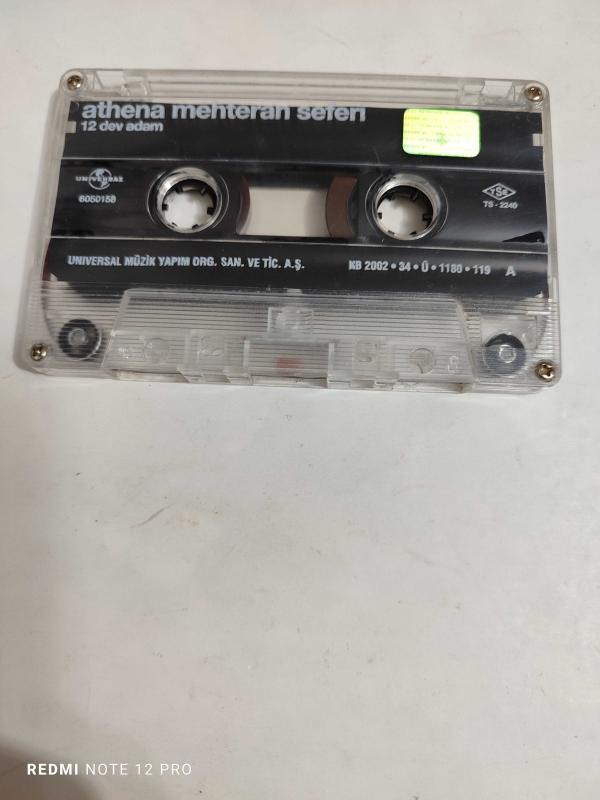 athena mehteran seferi
12 dev adam
UNIVERSAL
6050158
TSE
TS - 2240
UNIVERSAL MÜZİK YAPIM ORG. SAN. VE TİC. A.Ş.
KB 2002 • 34 • Ü • 1180 • 119 A
REDMI NOTE 12 PRO